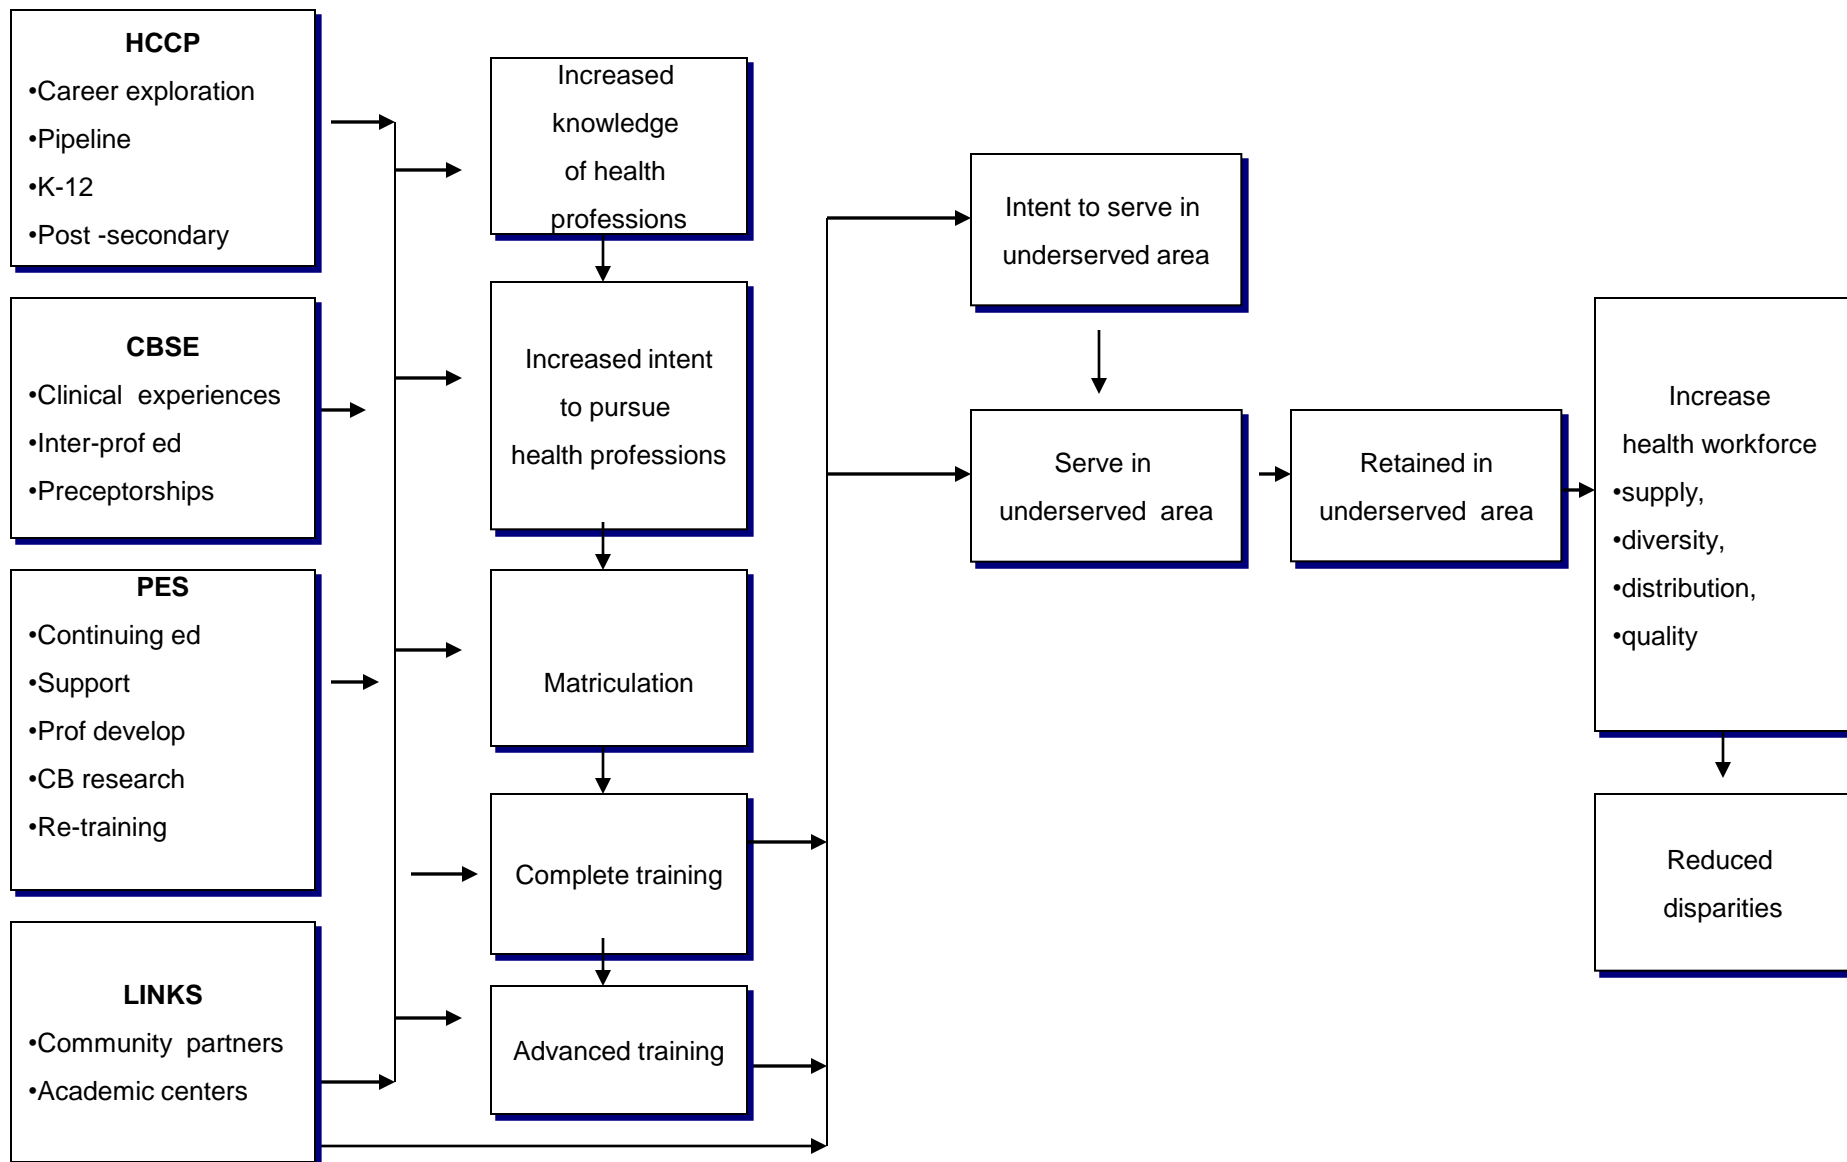 HCCP
•Career exploration
•Pipeline
•K-12
•Post -secondary
CBSE
•Clinical experiences
•Inter-prof ed
•Preceptorships
PES
•Continuing ed
•Support
•Prof develop
•CB research
•Re-training
LINKS
•Community partners
•Academic centers
Increased
knowledge
of health
professions
Increased intent
to pursue
health professions
Matriculation
Complete training
Advanced training
Intent to serve in
underserved area
Serve in
underserved area
Retained in
underserved area
Increase
health workforce
•supply,
•diversity,
•distribution,
•quality
Reduced
disparities